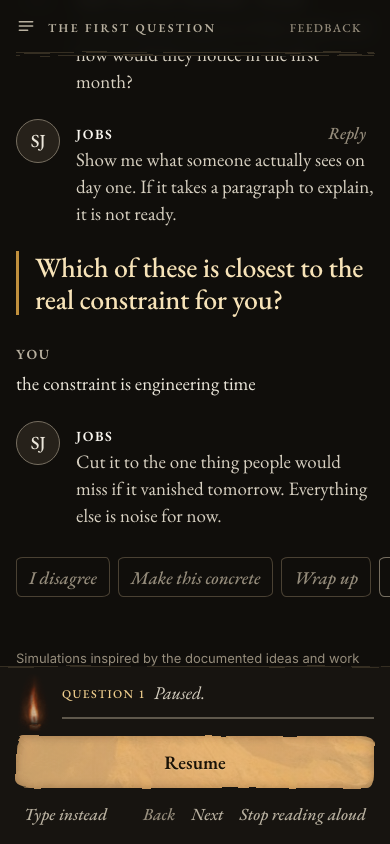 THE FIRST QUESTION
FEEDBACK
how would they notice in the first
month?
SJ
JOBS
Reply
Show me what someone actually sees on
day one. If it takes a paragraph to explain,
it is not ready.
Which of these is closest to the
real constraint for you?
YOU
the constraint is engineering time
SJ
JOBS
Cut it to the one thing people would
miss if it vanished tomorrow. Everything
else is noise for now.
I disagree
Make this concrete
Wrap up
Simulations inspired by the documented ideas and work
QUESTION 1 Paused.
Resume
Type instead
Back
Next
Stop reading aloud